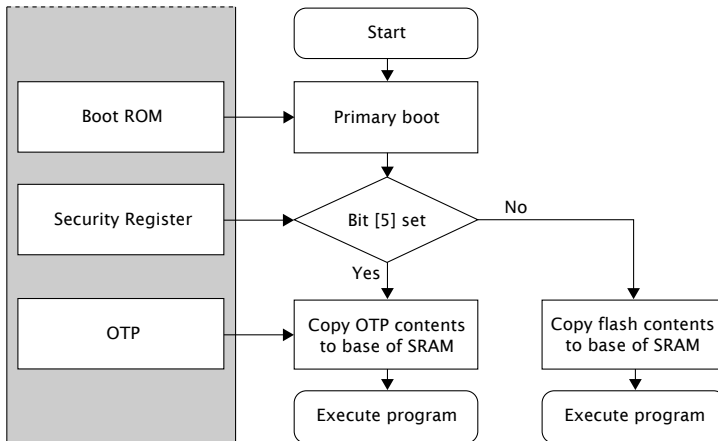 Start
Boot ROM
Primary boot
Security Register
Bit [5] set
No
Yes
OTP
Copy OTP contents
to base of SRAM
Copy flash contents
to base of SRAM
Execute program
Execute program